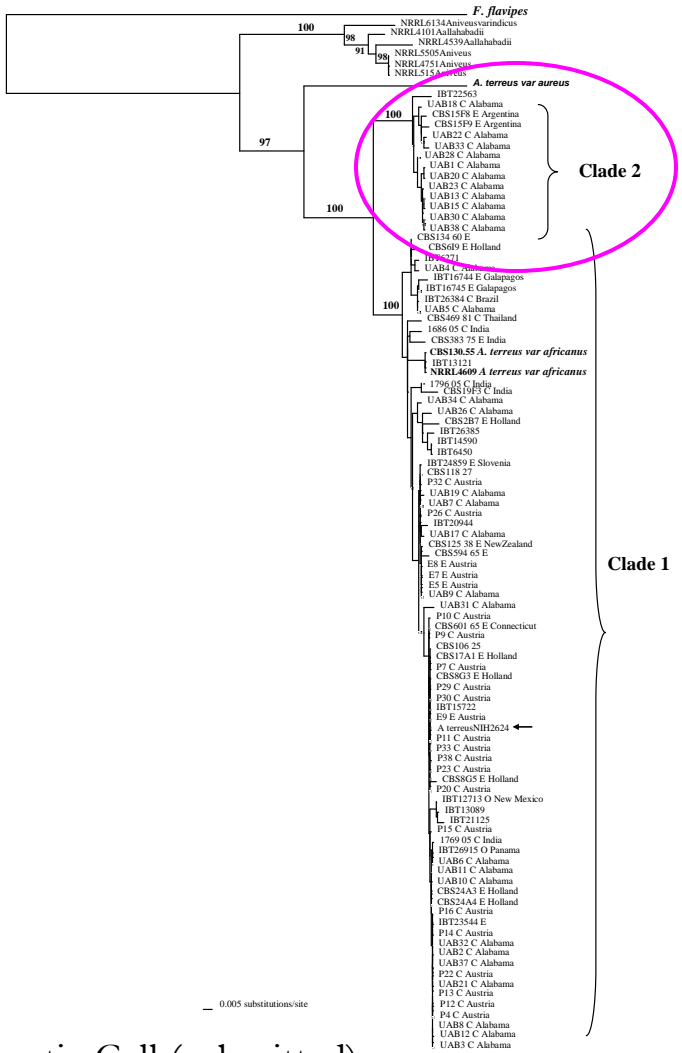 F. flavipes
100
NRRL6134Aniveusvarindicus
98
NRRL4101Aallahabadii
91
NRRL4539Aallahabadii
98
NRRL5505Aniveus
NRRL4751Aniveus
NRRL515Aniveus
A. terreus var aureus
97
100
IBT22563
100
UAB18 C Alabama
CBS15F8 E Argentina
CBS15F9 E Argentina
UAB22 C Alabama
UAB33 C Alabama
UAB28 C Alabama
UAB1 C Alabama
UAB20 C Alabama
UAB23 C Alabama
UAB13 C Alabama
UAB15 C Alabama
UAB30 C Alabama
UAB38 C Alabama
Clade 2
CBS134 60 E
CBS6I9 E Holland
IBT6271
UAB4 C Alabama
IBT16744 E Galapagos
IBT16745 E Galapagos
IBT26384 C Brazil
100
UAB5 C Alabama
CBS469 81 C Thailand
1686 05 C India
CBS383 75 E India
CBS130.55 A. terreus var africanus
IBT13121
NRRL4609 A terreus var africanus
1796 05 C India
CBS19F3 C India
UAB34 C Alabama
UAB26 C Alabama
CBS2B7 E Holland
IBT26385
IBT14590
IBT6450
IBT24859 E Slovenia
CBS118 27
P32 C Austria
UAB19 C Alabama
UAB7 C Alabama
P26 C Austria
IBT20944
UAB17 C Alabama
CBS125 38 E NewZealand
CBS594 65 E
E8 E Austria
E7 E Austria
E5 E Austria
UAB9 C Alabama
Clade 1
UAB31 C Alabama
P10 C Austria
CBS601 65 E Connecticut
P9 C Austria
CBS106 25
CBS17A1 E Holland
P7 C Austria
CBS8G3 E Holland
P29 C Austria
P30 C Austria
IBT15722
E9 E Austria
A terreusNIH2624
P11 C Austria
P33 C Austria
P38 C Austria
P23 C Austria
CBS8G5 E Holland
P20 C Austria
IBT12713 O New Mexico
IBT13089
IBT21125
P15 C Austria
1769 05 C India
IBT26915 O Panama
UAB6 C Alabama
UAB11 C Alabama
UAB10 C Alabama
CBS24A3 E Holland
CBS24A4 E Holland
P16 C Austria
IBT23544 E
P14 C Austria
UAB32 C Alabama
UAB2 C Alabama
UAB37 C Alabama
P22 C Austria
UAB21 C Alabama
P13 C Austria
P12 C Austria
P4 C Austria
UAB8 C Alabama
UAB12 C Alabama
UAB3 C Alabama
0.005 substitutions/site